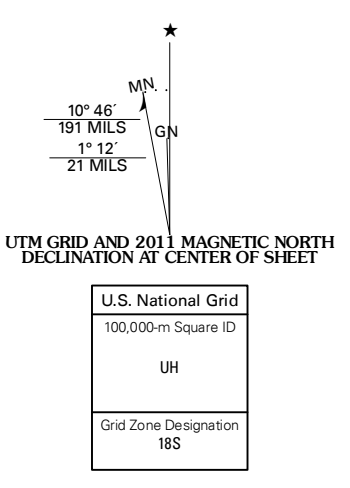 ★
MN
10° 46´
191 MILS
GN
1° 12´
21 MILS
UTM GRID AND 2011 MAGNETIC NORTH
DECLINATION AT CENTER OF SHEET
U.S. National Grid
100,000-m Square ID
UH
Grid Zone Designation
18S